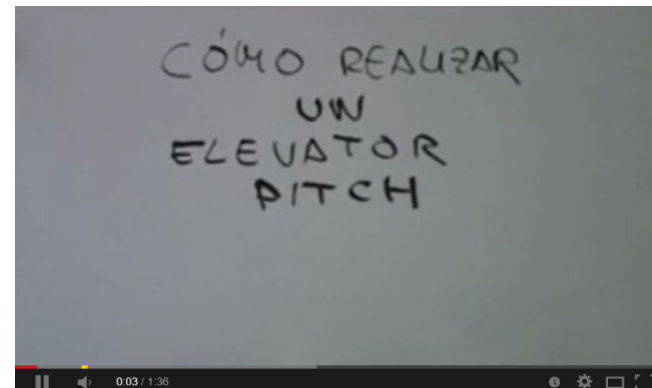 CÓMO REALIZAR
UN
ELEVATOR
PITCH
0:03 / 1:36